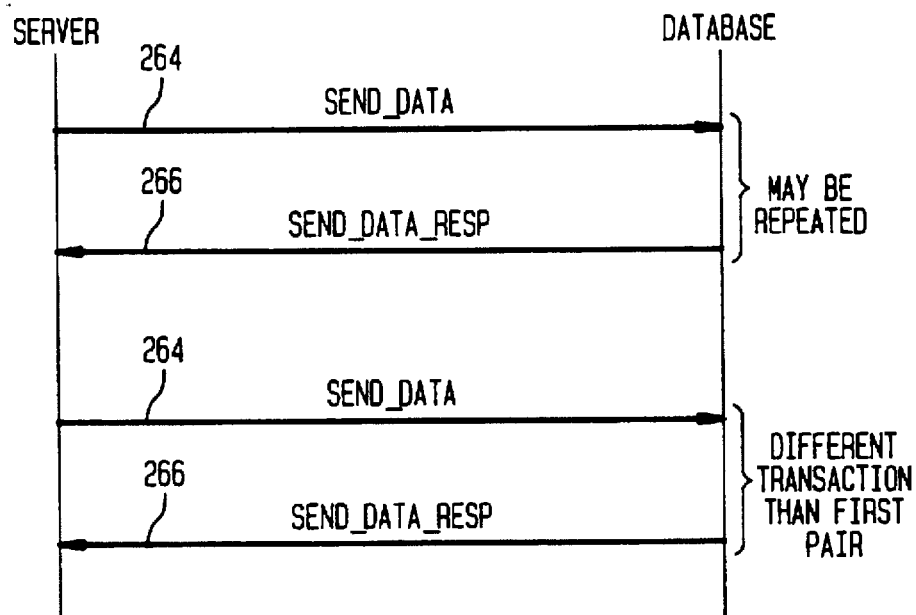 SERVER
DATABASE
264
SEND_DATA
266
SEND_DATA_RESP
MAY BE
REPEATED
264
SEND_DATA
266
SEND_DATA_RESP
DIFFERENT
TRANSACTION
THAN FIRST
PAIR